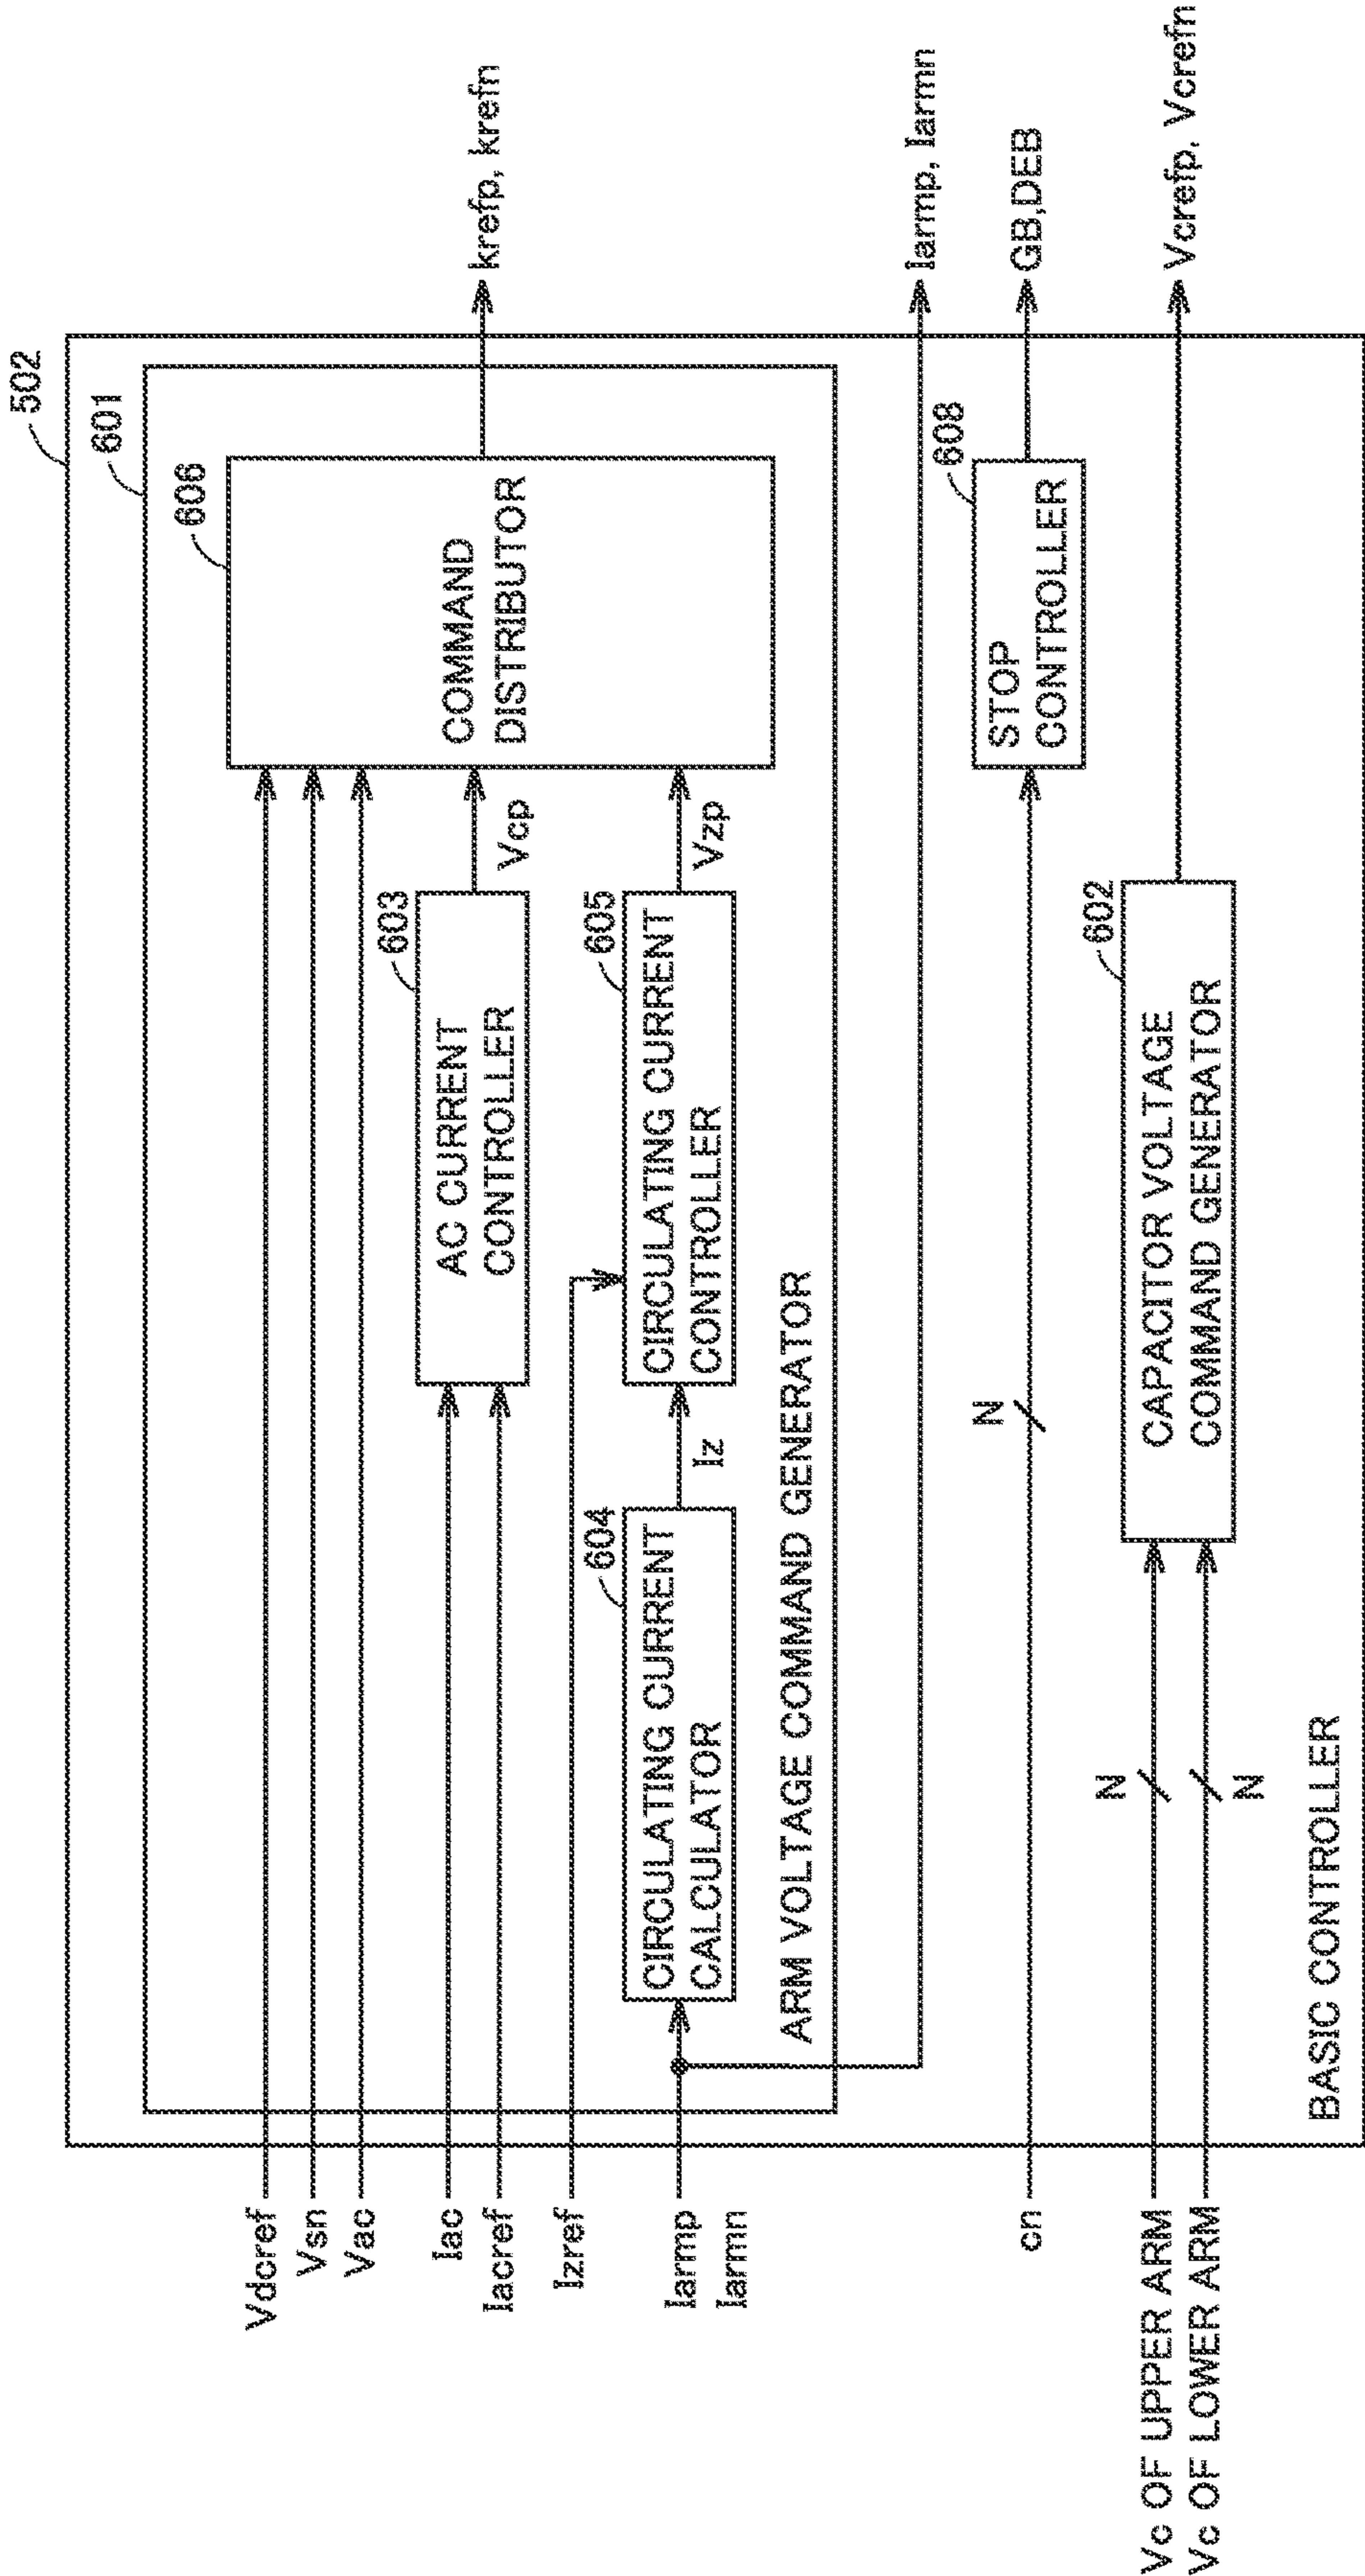 502
601
606
COMMAND
DISTRIBUTOR
krefp, krefn
Vdcref
Vsn
Vac
Iac
Iacref
603
AC CURRENT
CONTROLLER
Vcp
Izref
Iarmp
Iarmn
604
CIRCULATING CURRENT
CALCULATOR
Iz
605
CIRCULATING CURRENT
CONTROLLER
Vzp
ARM VOLTAGE COMMAND GENERATOR
Iarmp, Iarmn
cn
N
608
STOP
CONTROLLER
GB,DEB
Vc OF UPPER ARM
Vc OF LOWER ARM
N
N
602
CAPACITOR VOLTAGE
COMMAND GENERATOR
Vcrefp, Vcrefn
BASIC CONTROLLER